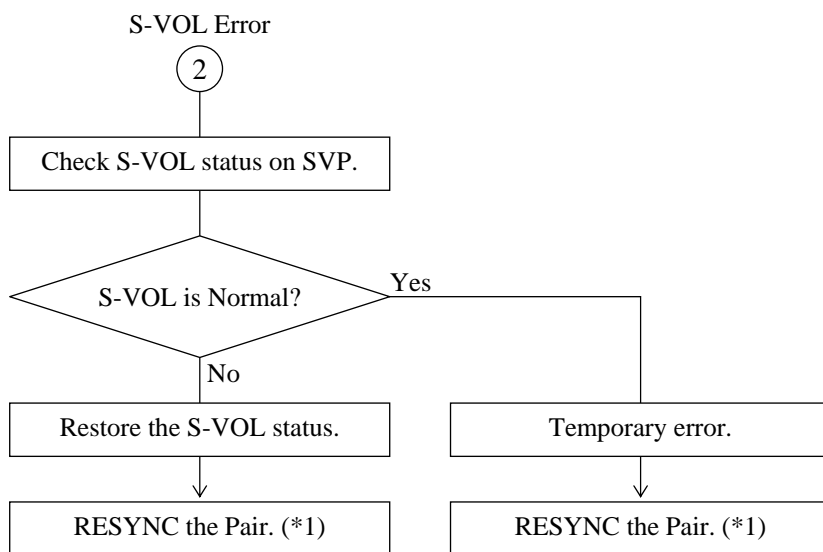 S-VOL Error
2
Check S-VOL status on SVP.
S-VOL is Normal?
Yes
No
Restore the S-VOL status.
Temporary error.
RESYNC the Pair. (*1)
RESYNC the Pair. (*1)